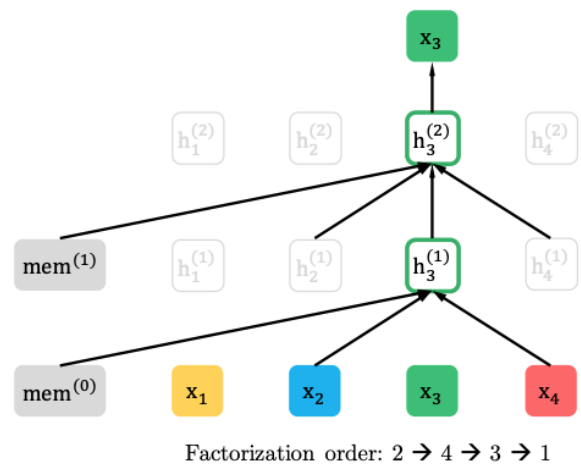 x₃
h₁⁽²⁾ h₂⁽²⁾ h₃⁽²⁾ h₄⁽²⁾
mem⁽¹⁾ h₁⁽¹⁾ h₂⁽¹⁾ h₃⁽¹⁾ h₄⁽¹⁾
mem⁽⁰⁾ x₁ x₂ x₃ x₄
Factorization order: 2 → 4 → 3 → 1